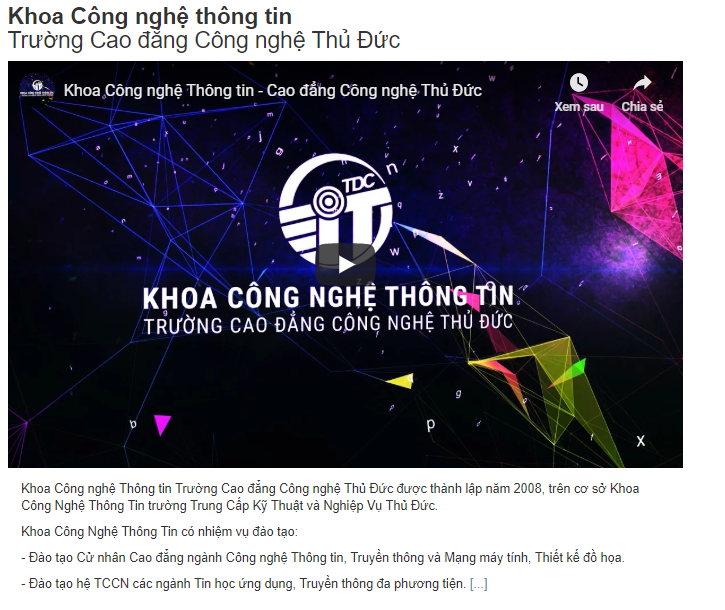 Khoa Công nghệ thông tin
Trường Cao đẳng Công nghệ Thủ Đức
Khoa Công nghệ Thông tin - Cao đẳng Công nghệ Thủ Đức
Xem sau
Chia sẻ
TDC
iT
KHOA CÔNG NGHỆ THÔNG TIN
TRƯỜNG CAO ĐẲNG CÔNG NGHỆ THỦ ĐỨC
Khoa Công nghệ Thông tin Trường Cao đẳng Công nghệ Thủ Đức được thành lập năm 2008, trên cơ sở Khoa
Công Nghệ Thông Tin trường Trung Cấp Kỹ Thuật và Nghiệp Vụ Thủ Đức.
Khoa Công Nghệ Thông Tin có nhiệm vụ đào tạo:
- Đào tạo Cử nhân Cao đẳng ngành Công nghệ Thông tin, Truyền thông và Mạng máy tính, Thiết kế đồ họa.
- Đào tạo hệ TCCN các ngành Tin học ứng dụng, Truyền thông đa phương tiện. [...]